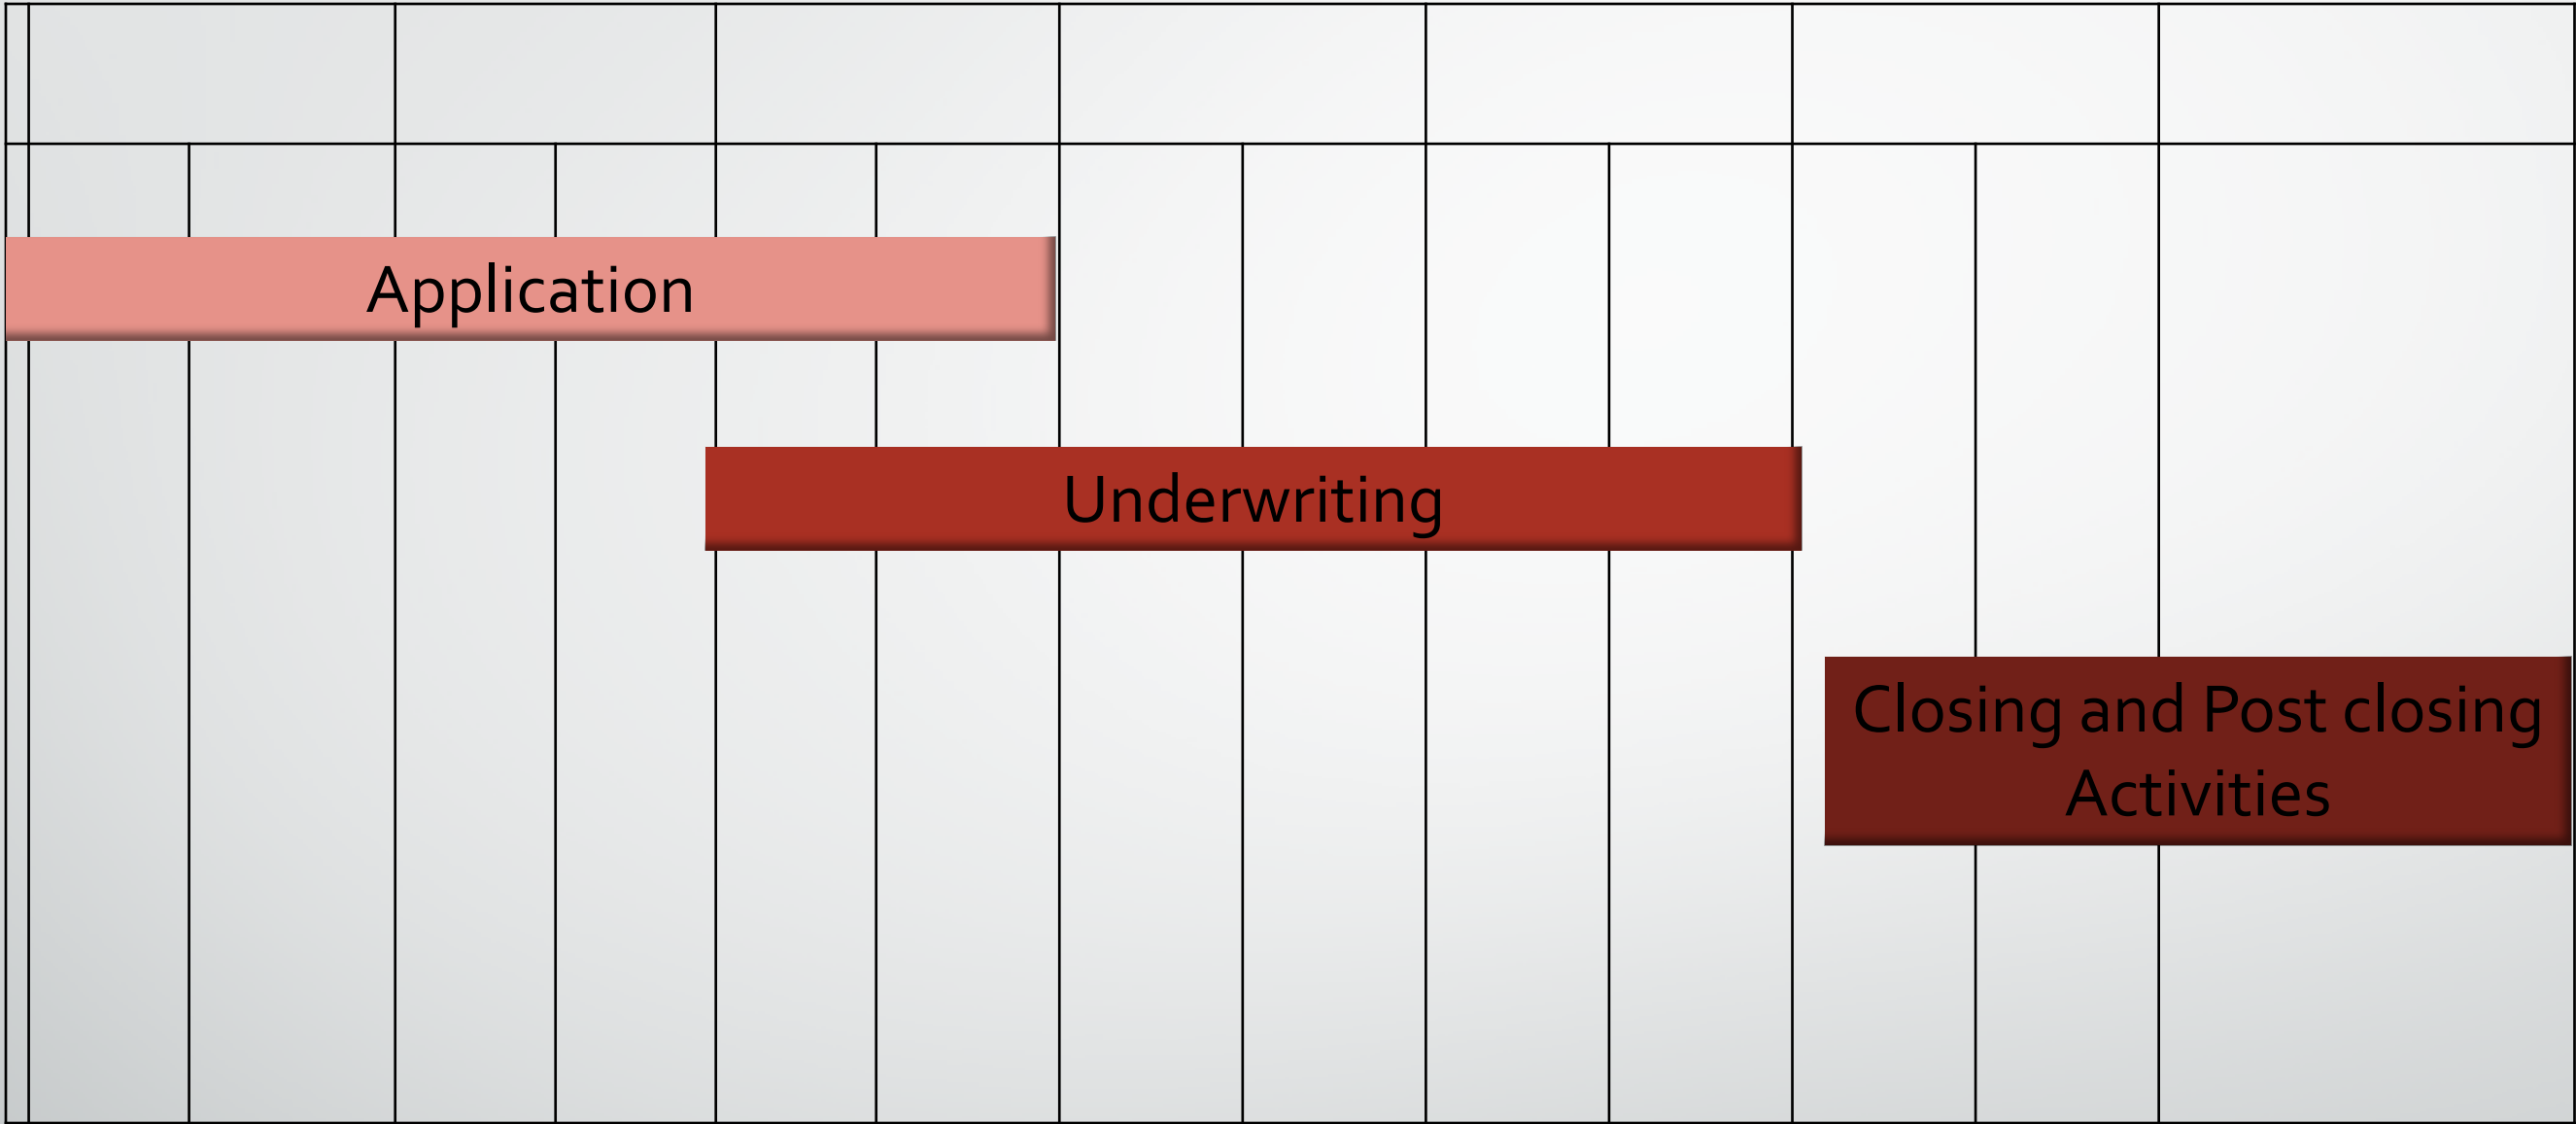 Application
Underwriting
Closing and Post closing
Activities